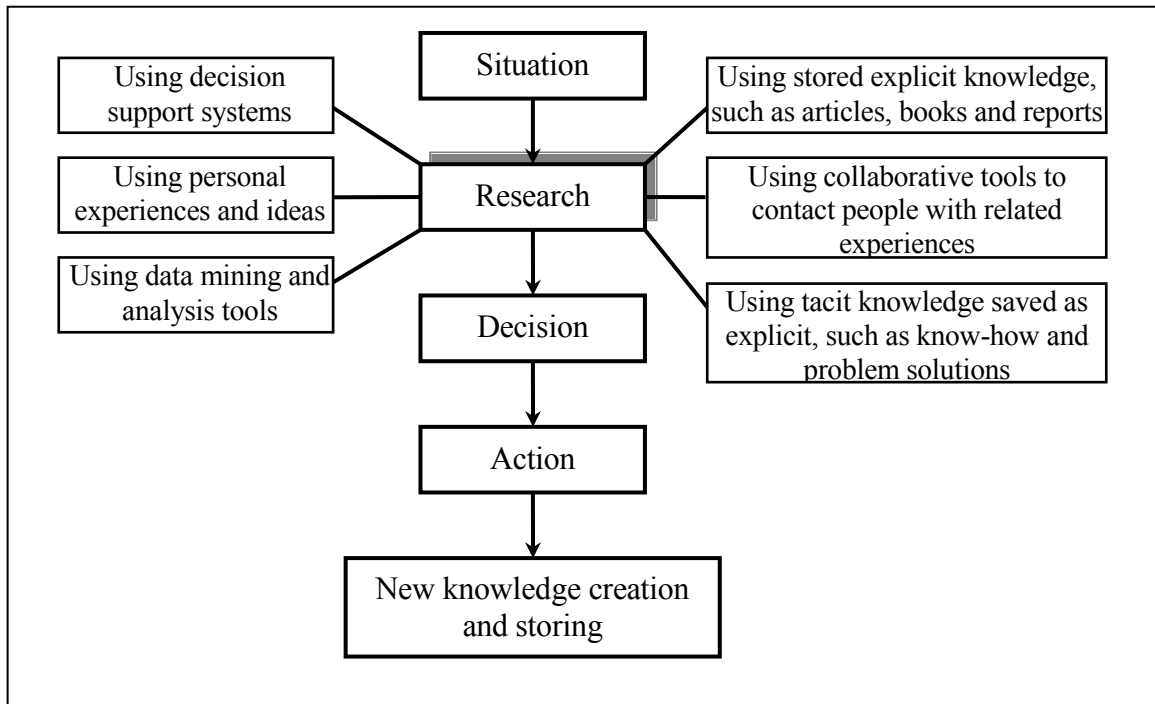 Situation
Using decision
support systems
Using stored explicit knowledge,
such as articles, books and reports
Using personal
experiences and ideas
Research
Using collaborative tools to
contact people with related
experiences
Using data mining and
analysis tools
Decision
Using tacit knowledge saved as
explicit, such as know-how and
problem solutions
Action
New knowledge creation
and storing